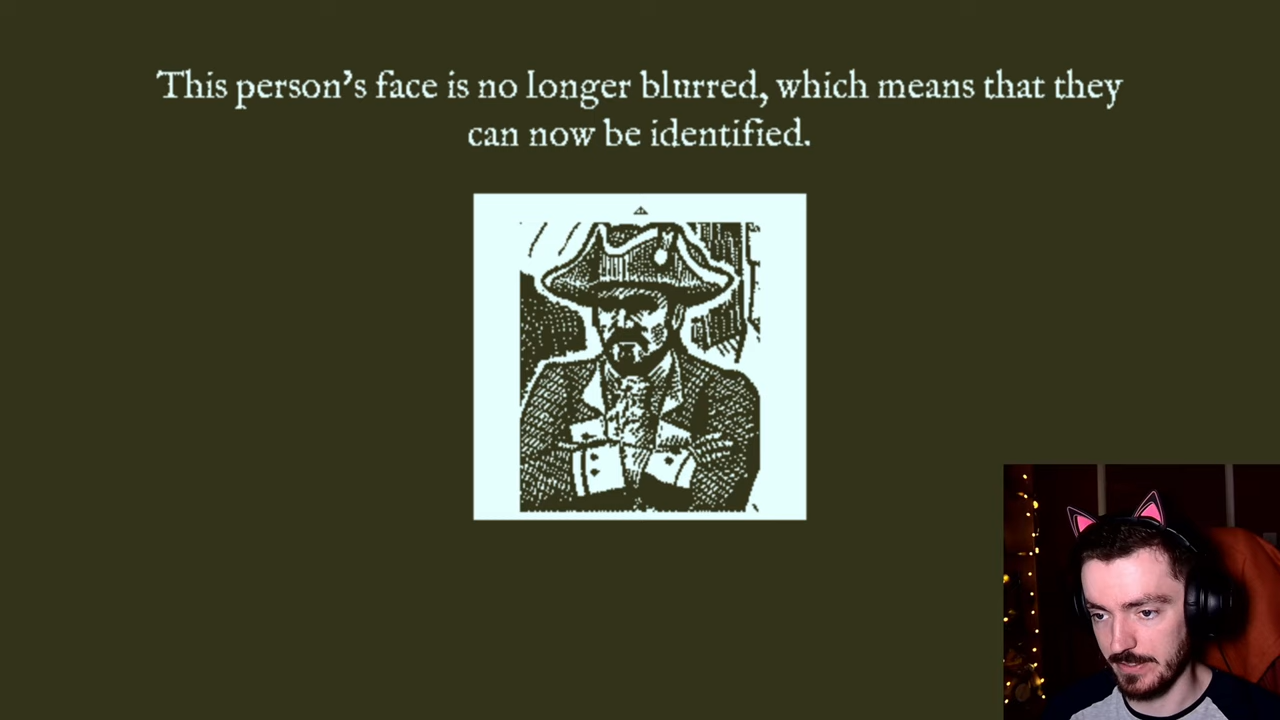 This person's face is no longer blurred, which means that they
can now be identified.